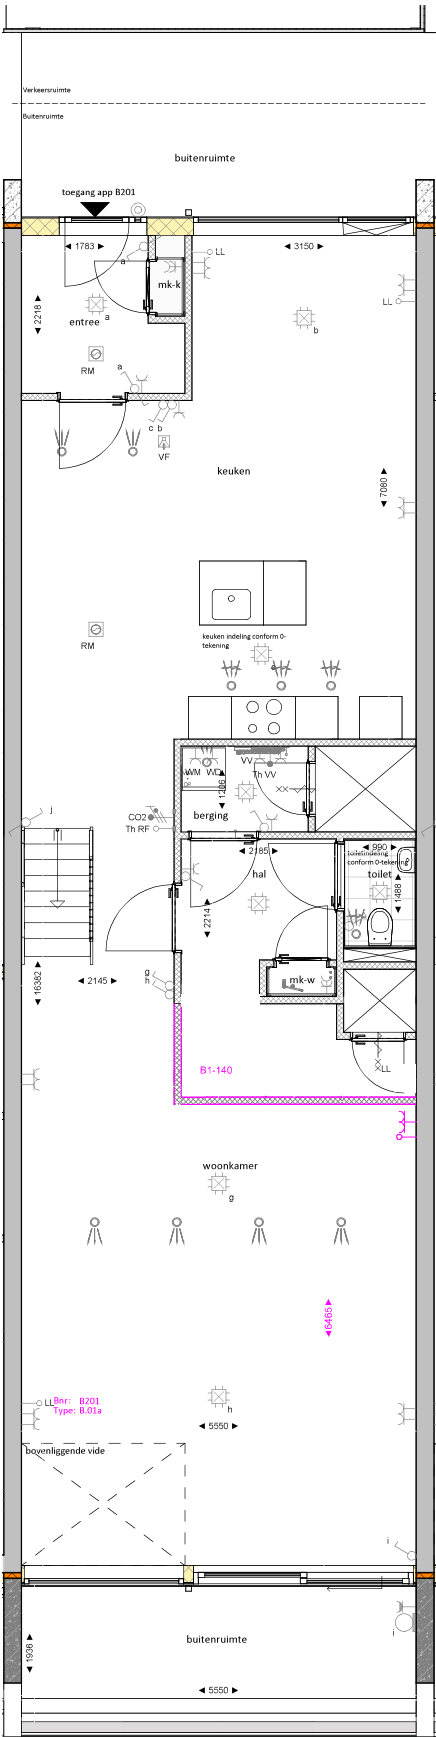 Verkeersruimte
Buitenruimte
buitenruimte
toegang app B201
1783
3150
a
LL
mk-k
2218
a
entree
LL
b
RM
a
c b
VF
keuken
7080
keuken indeling conform 0-
tekening
e
RM
WM WD
VV
Th VV
1206
XX
berging
CO2
Th RF
j
2185
990
toiletindeling
conform 0-tekening
toilet
hal
1488
2214
16382
2145
g
h
mk-w
B1-140
LL
woonkamer
g
6465
LL
Bnr: B201
Type: B.01a
h
5550
bovenliggende vide
i
i
buitenruimte
1936
5550